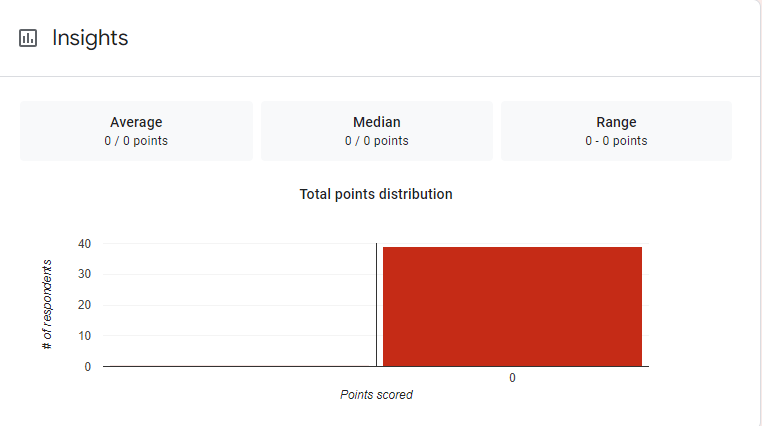 Insights
Average
0 / 0 points
Median
0 / 0 points
Range
0 - 0 points
Total points distribution
# of respondents
40
30
20
10
0
0
Points scored